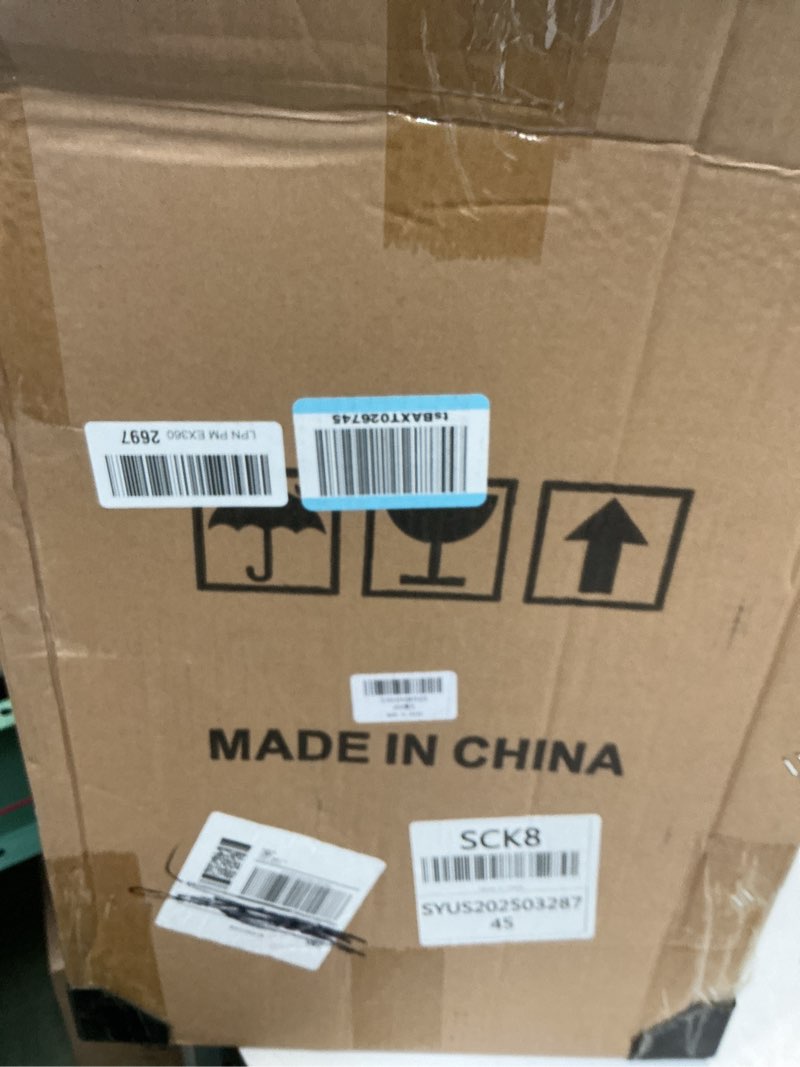 LPN PM EX360 2697
tsBAXT026745
MADE IN CHINA
SCK8
SYUS202503287
45